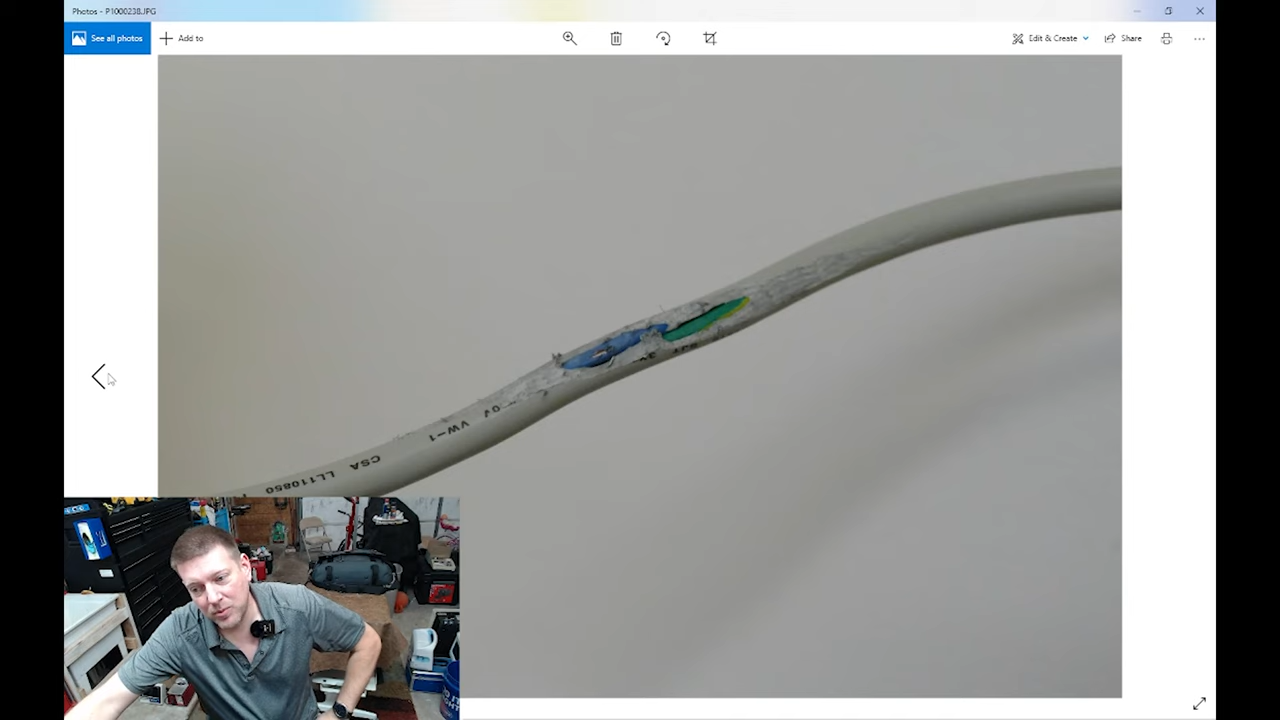 Photos - P1000238.JPG
See all photos
Add to
Edit & Create
Share
CSA LL110850
VW-1